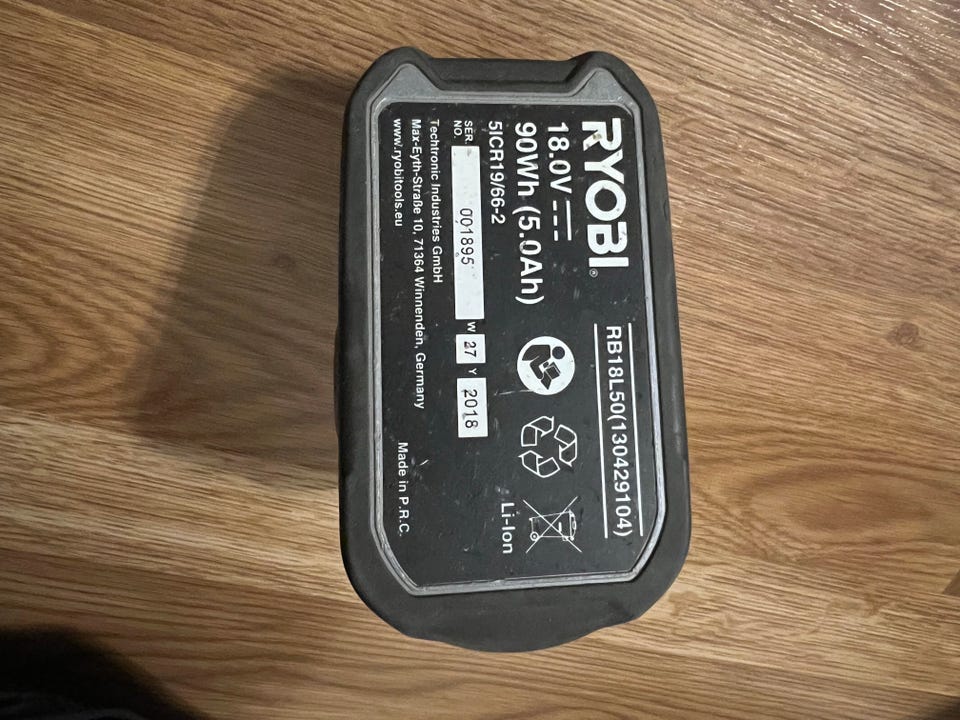 RYOBI®
RB18L50(130429104)
18.0V
90Wh (5.0Ah)
5ICR19/66-2
Li-Ion
SER.
NO.
001895
W 27 Y 2018
Techtronic Industries GmbH
Max-Eyth-Straße 10, 71364 Winnenden, Germany
www.ryobitools.eu
Made in P.R.C.